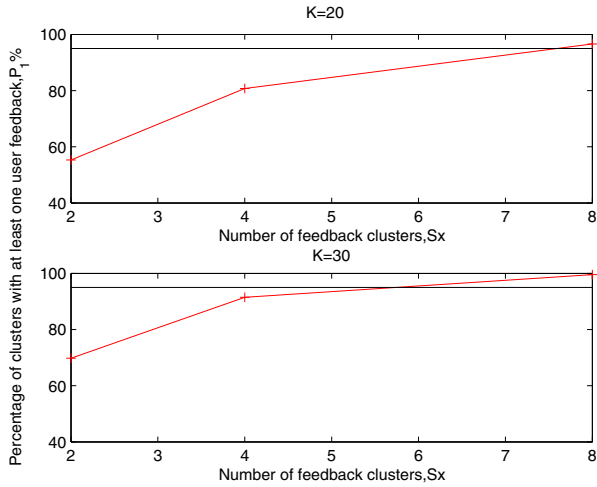 K=20
100
80
60
40
2 3 4 5 6 7 8
Number of feedback clusters,Sx
Percentage of clusters with at least one user feedback,P1%
K=30
100
80
60
40
2 3 4 5 6 7 8
Number of feedback clusters,Sx